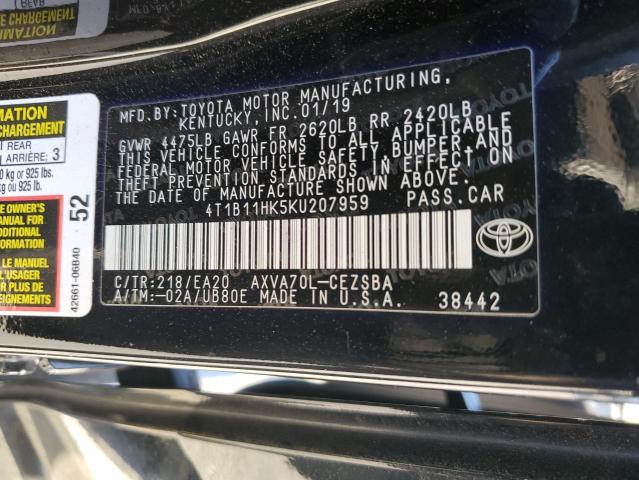 MFD.BY:TOYOTA MOTOR MANUFACTURING,
KENTUCKY, INC. 01/19
GVWR 4475LB GAWR FR 2620LB RR 2420LB
THIS VEHICLE CONFORMS TO ALL APPLICABLE
FEDERAL MOTOR VEHICLE SAFETY, BUMPER, AND
THEFT PREVENTION STANDARDS IN EFFECT ON
THE DATE OF MANUFACTURE SHOWN ABOVE.
4T1B11HK5KU207959 PASS.CAR
C/TR:218/EA20 AXVA70L-CEZSBA
A/TM:-02A/UB80E MADE IN U.S.A. 38442
MATION
CHARGEMENT
REAR
ARRIÈRE: 3
kg or 925 lbs.
kg ou 925 lb.
OWNER'S
MANUAL FOR
ADDITIONAL
INFORMATION
LE MANUEL
L'USAGER
DE PLUS
RENSEIGNEMENTS
52
42661-06B40